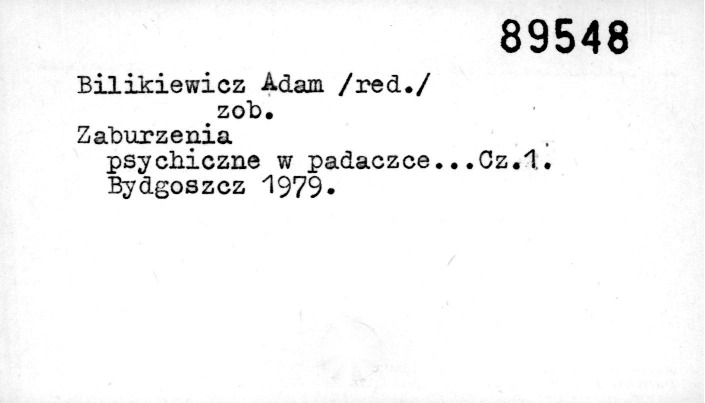 89548
Bilikiewicz Adam /red./
zob.
Zaburzenia
psychiczne w padaczce...Cz.1.
Bydgoszcz 1979.